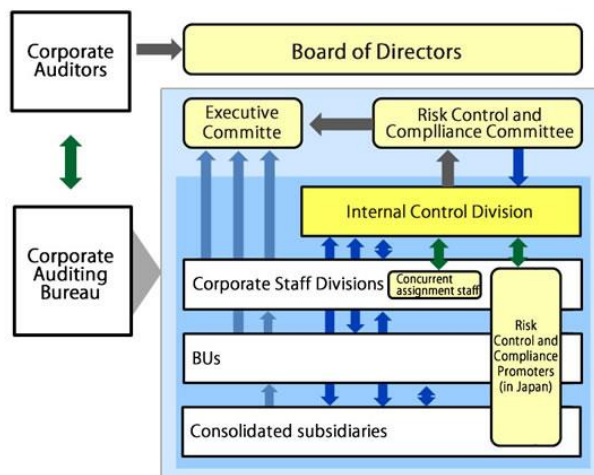 Corporate
Auditors
Board of Directors
Executive
Committe
Risk Control and
Complliance Committee
Internal Control Division
Corporate
Auditing
Bureau
Corporate Staff Divisions
Concurrent
assignment staff
BUs
Risk
Control and
Compliance
Promoters
(in Japan)
Consolidated subsidiaries